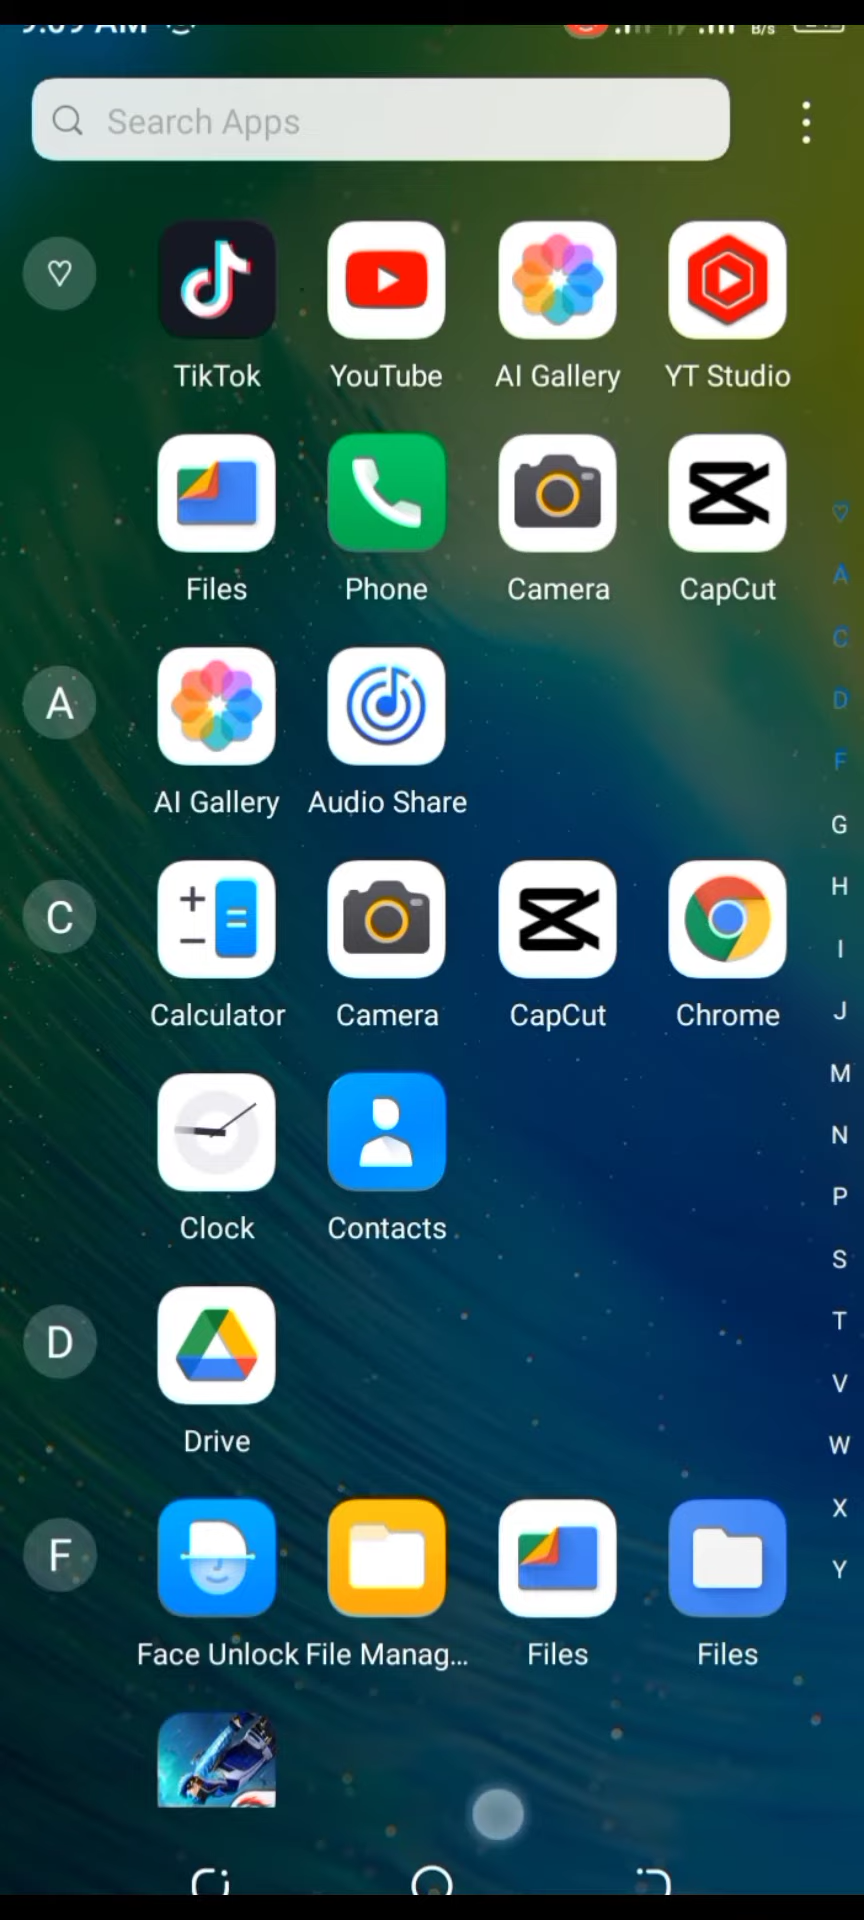 B/s
Search Apps
TikTok YouTube AI Gallery YT Studio
Files Phone Camera CapCut
A
C
D
F
A
AI Gallery Audio Share
G
H
C
Calculator Camera CapCut Chrome
I
J
M
Clock Contacts
N
P
S
D
Drive
T
V
W
F
Face Unlock File Manag... Files Files
X
Y